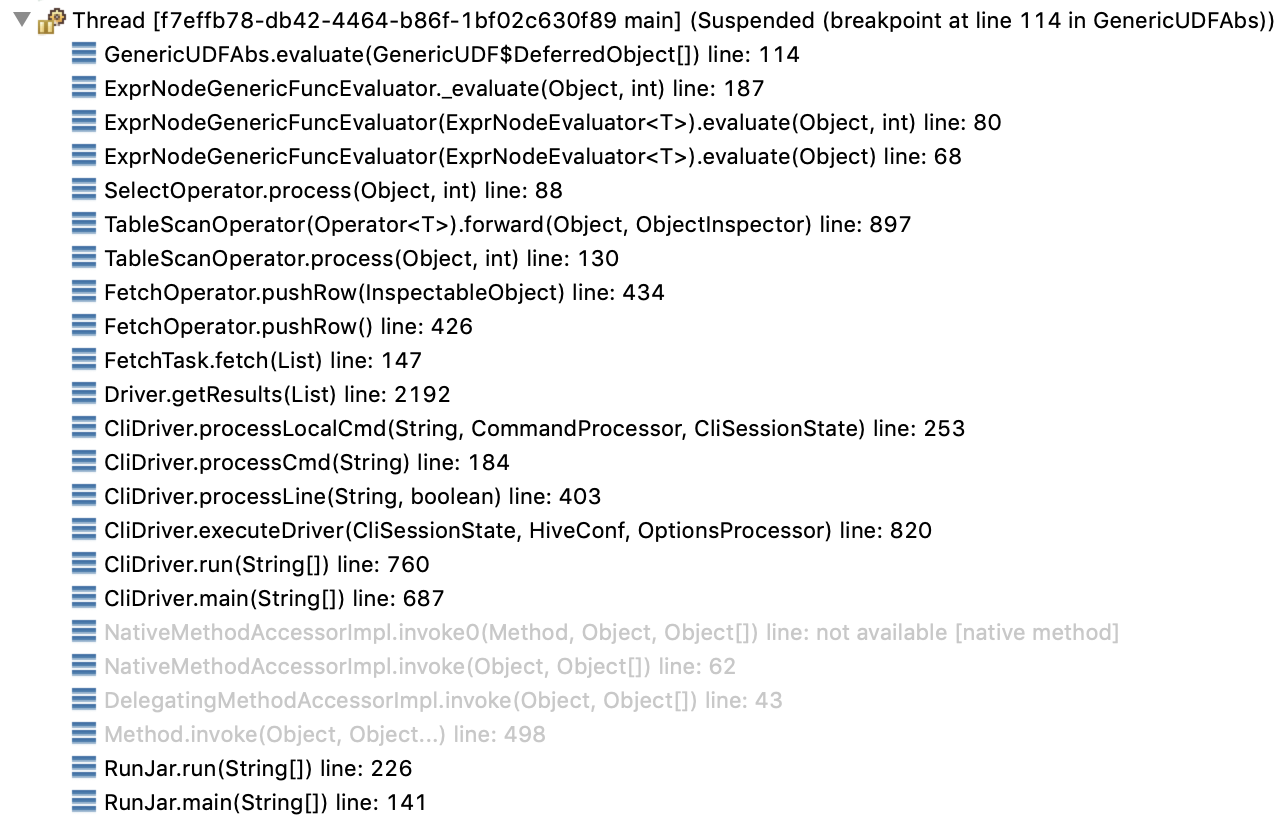 Thread [f7effb78-db42-4464-b86f-1bf02c630f89 main] (Suspended (breakpoint at line 114 in GenericUDFAbs))
GenericUDFAbs.evaluate(GenericUDF$DeferredObject[]) line: 114
ExprNodeGenericFuncEvaluator._evaluate(Object, int) line: 187
ExprNodeGenericFuncEvaluator(ExprNodeEvaluator<T>).evaluate(Object, int) line: 80
ExprNodeGenericFuncEvaluator(ExprNodeEvaluator<T>).evaluate(Object) line: 68
SelectOperator.process(Object, int) line: 88
TableScanOperator(Operator<T>).forward(Object, ObjectInspector) line: 897
TableScanOperator.process(Object, int) line: 130
FetchOperator.pushRow(InspectableObject) line: 434
FetchOperator.pushRow() line: 426
FetchTask.fetch(List) line: 147
Driver.getResults(List) line: 2192
CliDriver.processLocalCmd(String, CommandProcessor, CliSessionState) line: 253
CliDriver.processCmd(String) line: 184
CliDriver.processLine(String, boolean) line: 403
CliDriver.executeDriver(CliSessionState, HiveConf, OptionsProcessor) line: 820
CliDriver.run(String[]) line: 760
CliDriver.main(String[]) line: 687
NativeMethodAccessorImpl.invoke0(Method, Object, Object[]) line: not available [native method]
NativeMethodAccessorImpl.invoke(Object, Object[]) line: 62
DelegatingMethodAccessorImpl.invoke(Object, Object[]) line: 43
Method.invoke(Object, Object...) line: 498
RunJar.run(String[]) line: 226
RunJar.main(String[]) line: 141